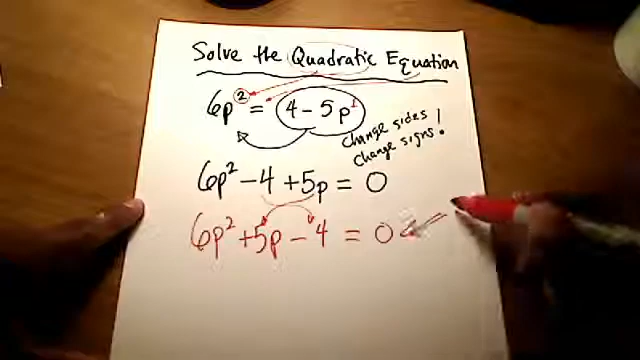 Solve the Quadratic Equation
6p² = 4 - 5p¹
Change sides!
Change signs!
6p² - 4 + 5p = 0
6p² + 5p - 4 = 0